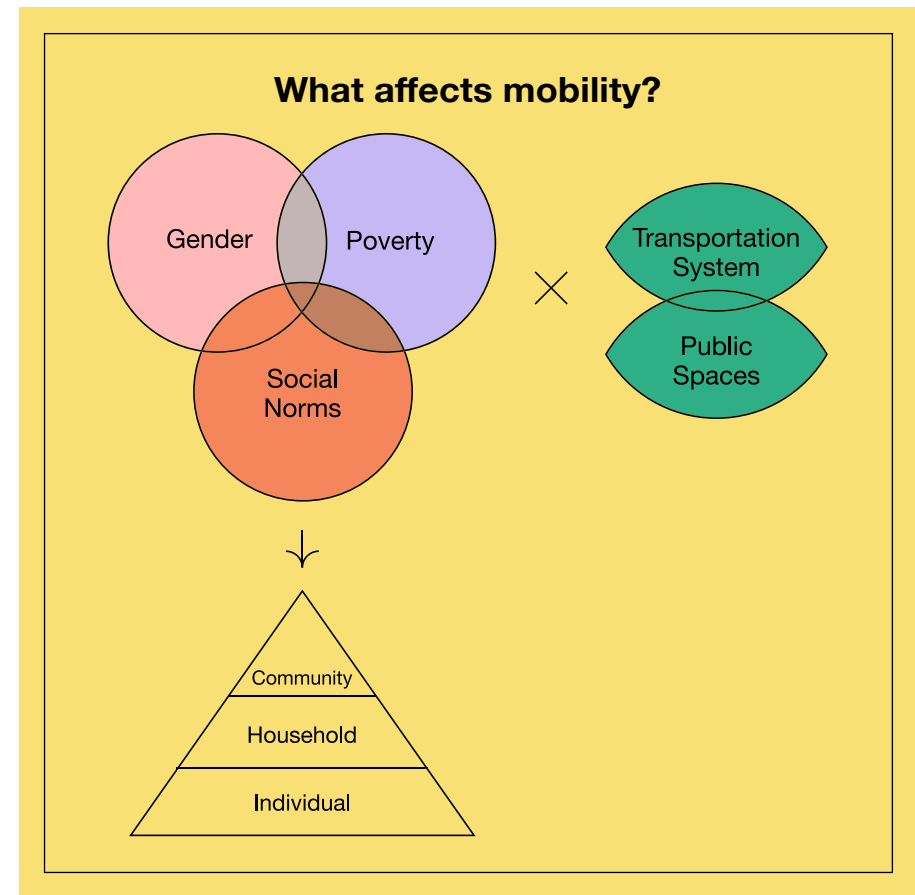 What affects mobility?
Gender
Poverty
Social
Norms
Transportation
System
Public
Spaces
Community
Household
Individual